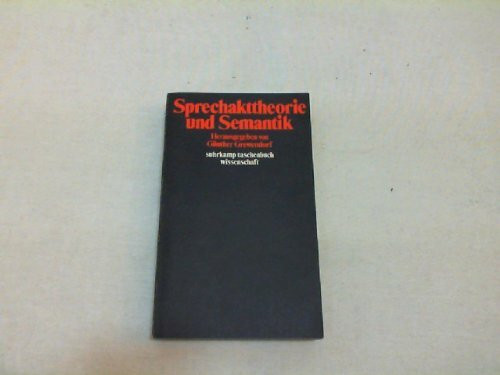 Sprechakttheorie
und Semantik
Herausgegeben von
Günther Grewendorf
suhrkamp taschenbuch
wissenschaft